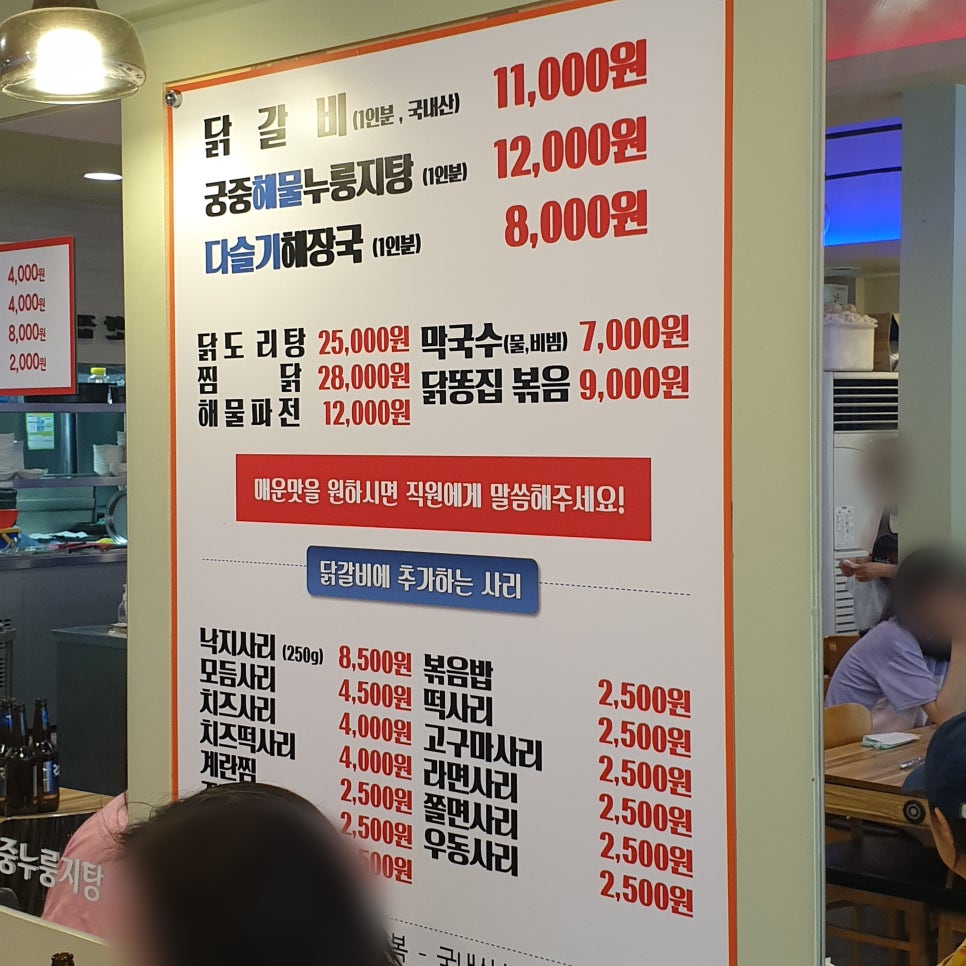 닭 갈 비 (1인분, 국내산) 11,000원
궁중해물누룽지탕 (1인분) 12,000원
다슬기해장국 (1인분) 8,000원
닭도리탕 25,000원 막국수(물,비빔) 7,000원
찜 닭 28,000원 닭똥집 볶음 9,000원
해물파전 12,000원
매운맛을 원하시면 직원에게 말씀해주세요!
닭갈비에 추가하는 사리
낙지사리 (250g) 8,500원 볶음밥 2,500원
모듬사리 4,500원 떡사리 2,500원
치즈사리 4,000원 고구마사리 2,500원
치즈떡사리 4,000원 라면사리 2,500원
계란찜 2,500원 쫄면사리 2,500원
2,500원 우동사리 2,500원
4,000원
4,000원
8,000원
2,000원
중누룽지탕